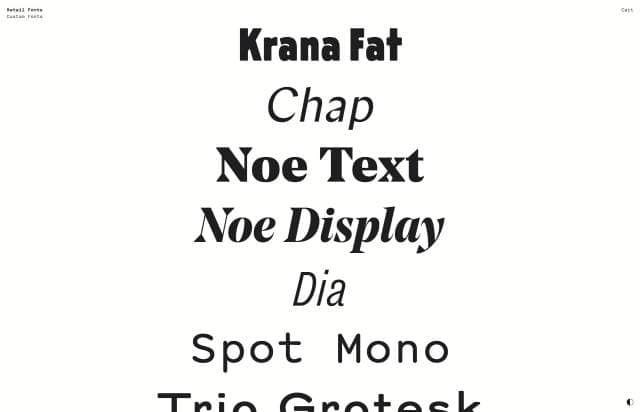 Retail Fonts
Custom Fonts
Cart
Krana Fat
Chap
Noe Text
Noe Display
Dia
Spot Mono
Trio Grotesk